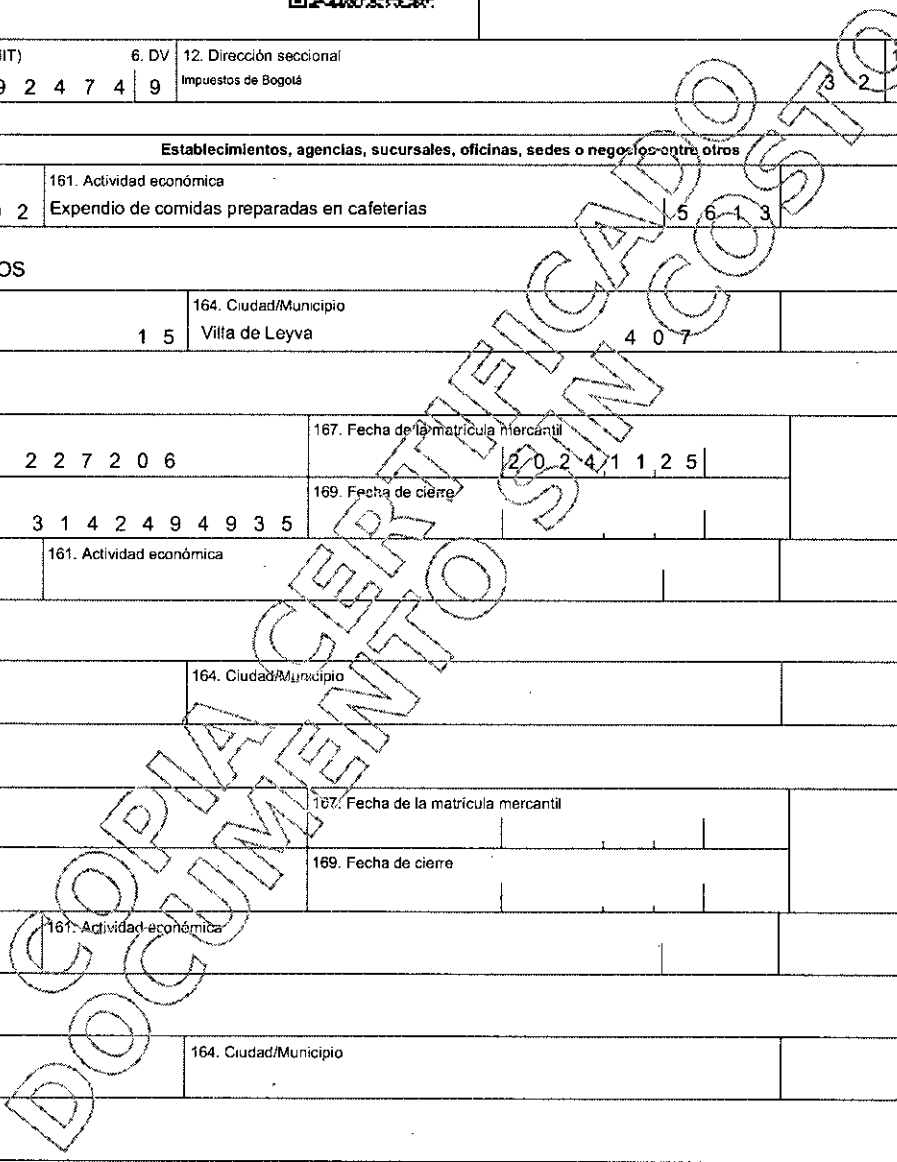 IIT) 6. DV 12. Dirección seccional
9 2 4 7 4 9 Impuestos de Bogotá 3 2
Establecimientos, agencias, sucursales, oficinas, sedes o negocios entre otros
161. Actividad económica
0 2 Expendio de comidas preparadas en cafeterías 5 6 1 3
OS
164. Ciudad/Municipio
1 5 Villa de Leyva 4 0 7
167. Fecha de la matrícula mercantil
2 2 7 2 0 6 2 0 2 4 1 1 2 5
169. Fecha de cierre
3 1 4 2 4 9 4 9 3 5
161. Actividad económica
164. Ciudad/Municipio
167. Fecha de la matrícula mercantil
169. Fecha de cierre
161. Actividad económica
164. Ciudad/Municipio
COPIA CERTIFICADO
DOCUMENTO SIN COSTO